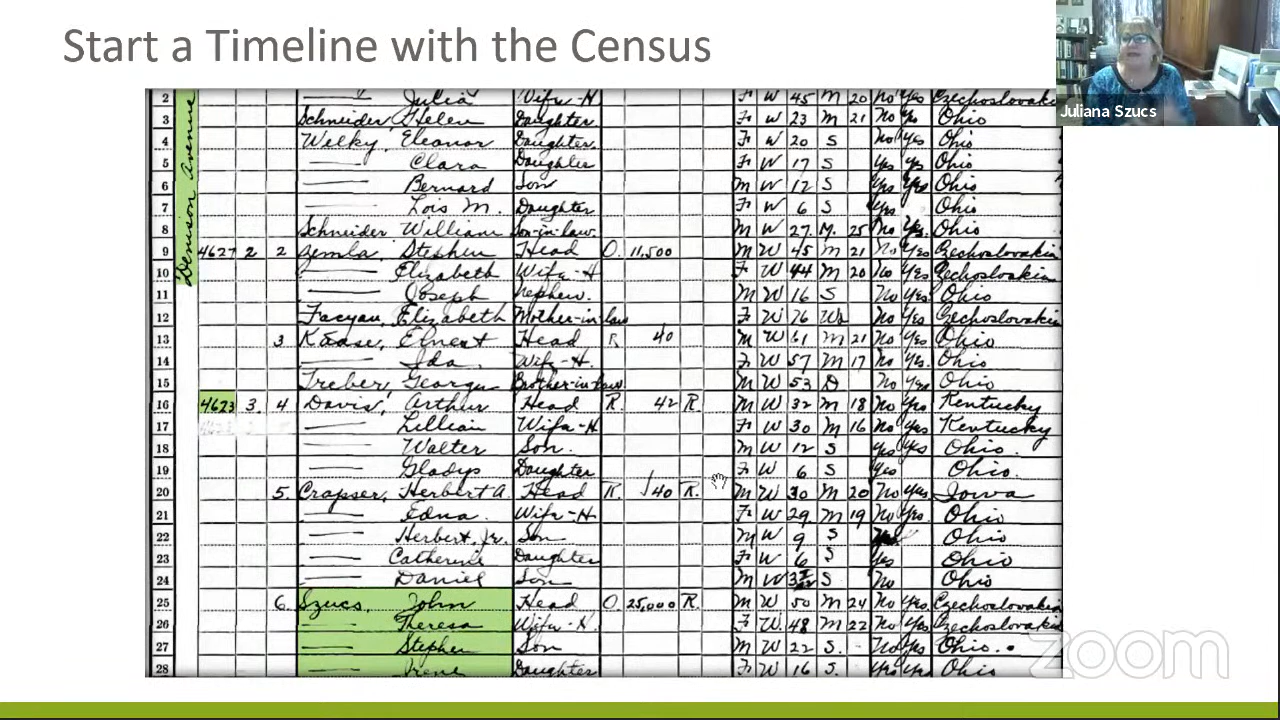 Start a Timeline with the Census
Juliana Szucs
Denison Avenue
2 —— Julia Wife-H F W 45 M 20 No Yes Czechoslovakia
3 Schneider, Helen Daughter F W 23 M 21 No Yes Ohio
4 Welky, Eleanor Daughter F W 20 S No Yes Ohio
5 —— Clara Daughter F W 17 S Yes Yes Ohio
6 —— Bernard Son M W 12 S Yes Yes Ohio
7 —— Lois M. Daughter F W 6 S Yes Ohio
8 Schneider William Son-in-law M W 27 M 25 No Yes Ohio
9 4627 2 2 Zemla, Stephen Head O. 11,500 M W 45 M 21 No Yes Czechoslovakia
10 —— Elizabeth Wife-H F W 44 M 20 No Yes Czechoslovakia
11 —— Joseph Nephew. M W 16 S No Yes Ohio
12 Elizabeth Mother-in-law F W 76 Wd No Yes Czechoslovakia
13 3 Kaase, Ernest Head R 40 M W 61 M 21 No Yes Ohio
14 —— Ida Wife-H. F W 57 M 17 No Yes Ohio
15 Treber, George Brother-in-law M W 53 D No Yes Ohio
16 4623 3. 4 Davis, Arthur Head R. 42 R. M W 32 M 18 No Yes Kentucky
17 —— Lillian Wife-H F W 30 M 16 No Yes Kentucky
18 —— Walter Son. M W 12 S Yes Yes Ohio.
19 —— Gladys Daughter F W 6 S Yes Ohio.
20 5. Crapser, Herbert A. Head R. 40 R. M W 30 M 20 No Yes Iowa
21 —— Edna. Wife-H F W 29 M 19 No Yes. Ohio
22 —— Herbert, Jr. Son M W 9 S Ohio
23 —— Catherine Daughter F W 6 S Yes Ohio
24 —— Daniel Son M W S No Ohio
25 6. Szucs, John Head O. 25,000 R. M W 50 M 24 No Yes Czechoslovakia
26 —— Theresa Wife-H. F W. 48 M 22 No Yes Czechoslovakia
27 —— Stephen Son M W 22 S. No Yes Ohio.
28 —— Irene Daughter F W 16 S. Yes Yes Ohio
zoom